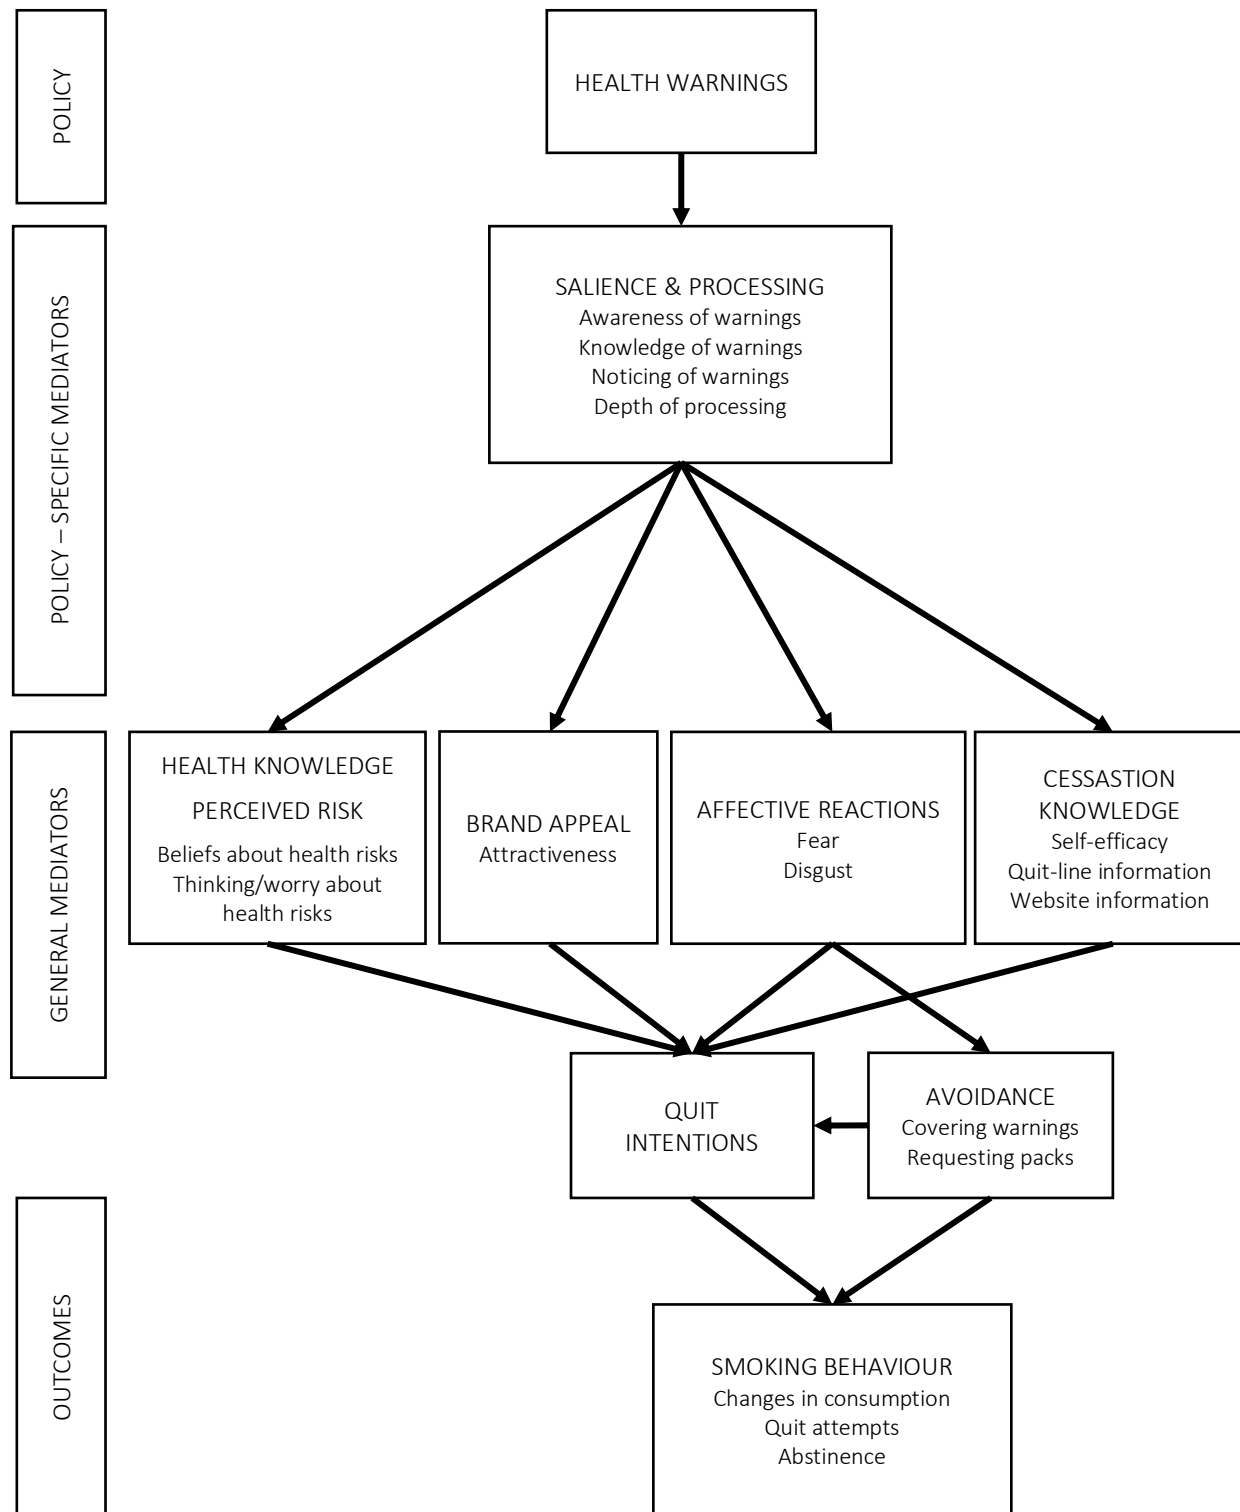 POLICY
HEALTH WARNINGS
POLICY – SPECIFIC MEDIATORS
SALIENCE & PROCESSING
Awareness of warnings
Knowledge of warnings
Noticing of warnings
Depth of processing
GENERAL MEDIATORS
HEALTH KNOWLEDGE
PERCEIVED RISK
Beliefs about health risks
Thinking/worry about
health risks
BRAND APPEAL
Attractiveness
AFFECTIVE REACTIONS
Fear
Disgust
CESSASTION
KNOWLEDGE
Self-efficacy
Quit-line information
Website information
QUIT
INTENTIONS
AVOIDANCE
Covering warnings
Requesting packs
OUTCOMES
SMOKING BEHAVIOUR
Changes in consumption
Quit attempts
Abstinence